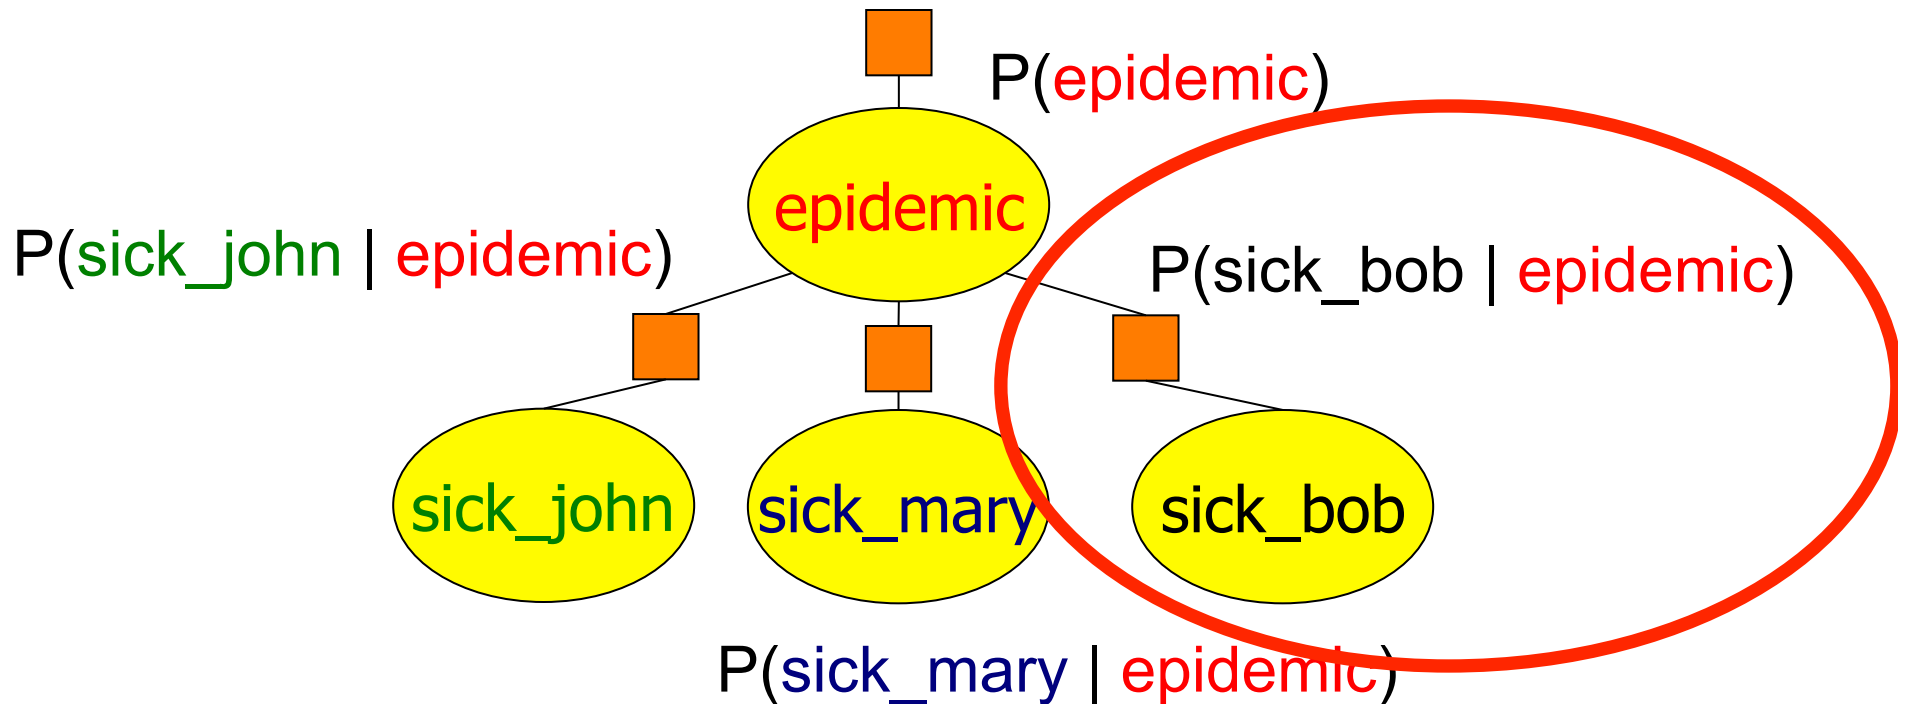 P(epidemic)
epidemic
P(sick_john | epidemic)
P(sick_bob | epidemic)
sick_john
sick_mary
sick_bob
P(sick_mary | epidemic)